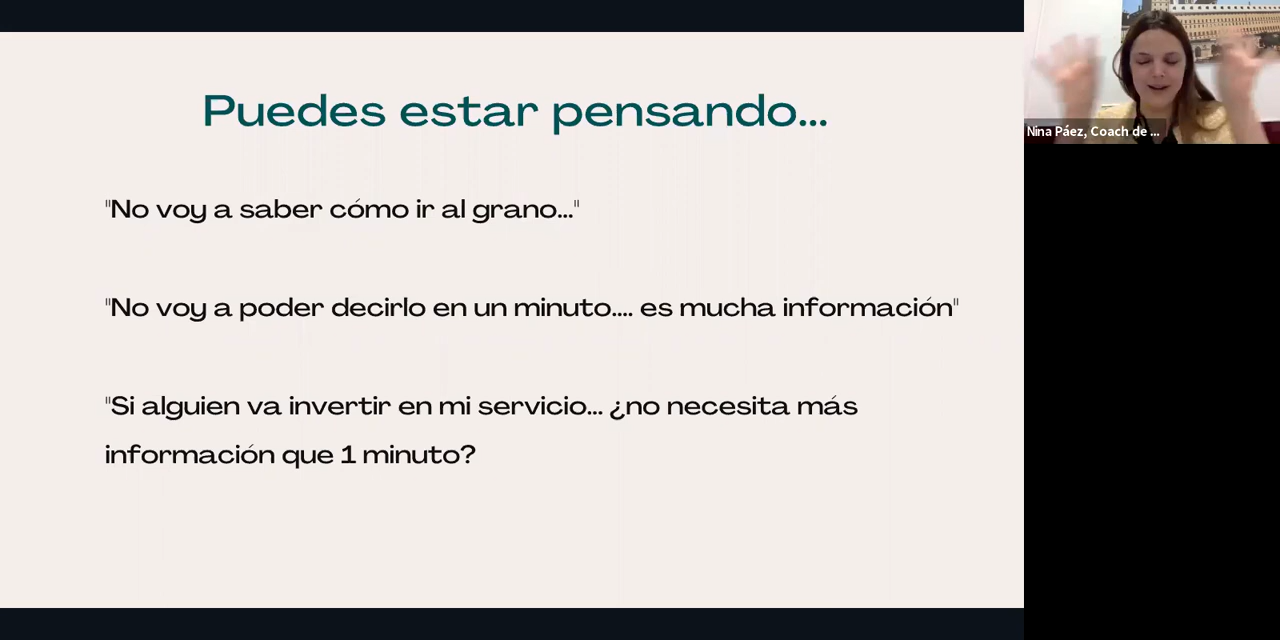 Puedes estar pensando...
"No voy a saber cómo ir al grano..."
"No voy a poder decirlo en un minuto.... es mucha información"
"Si alguien va invertir en mi servicio... ¿no necesita más
información que 1 minuto?
Nina Páez, Coach de ...